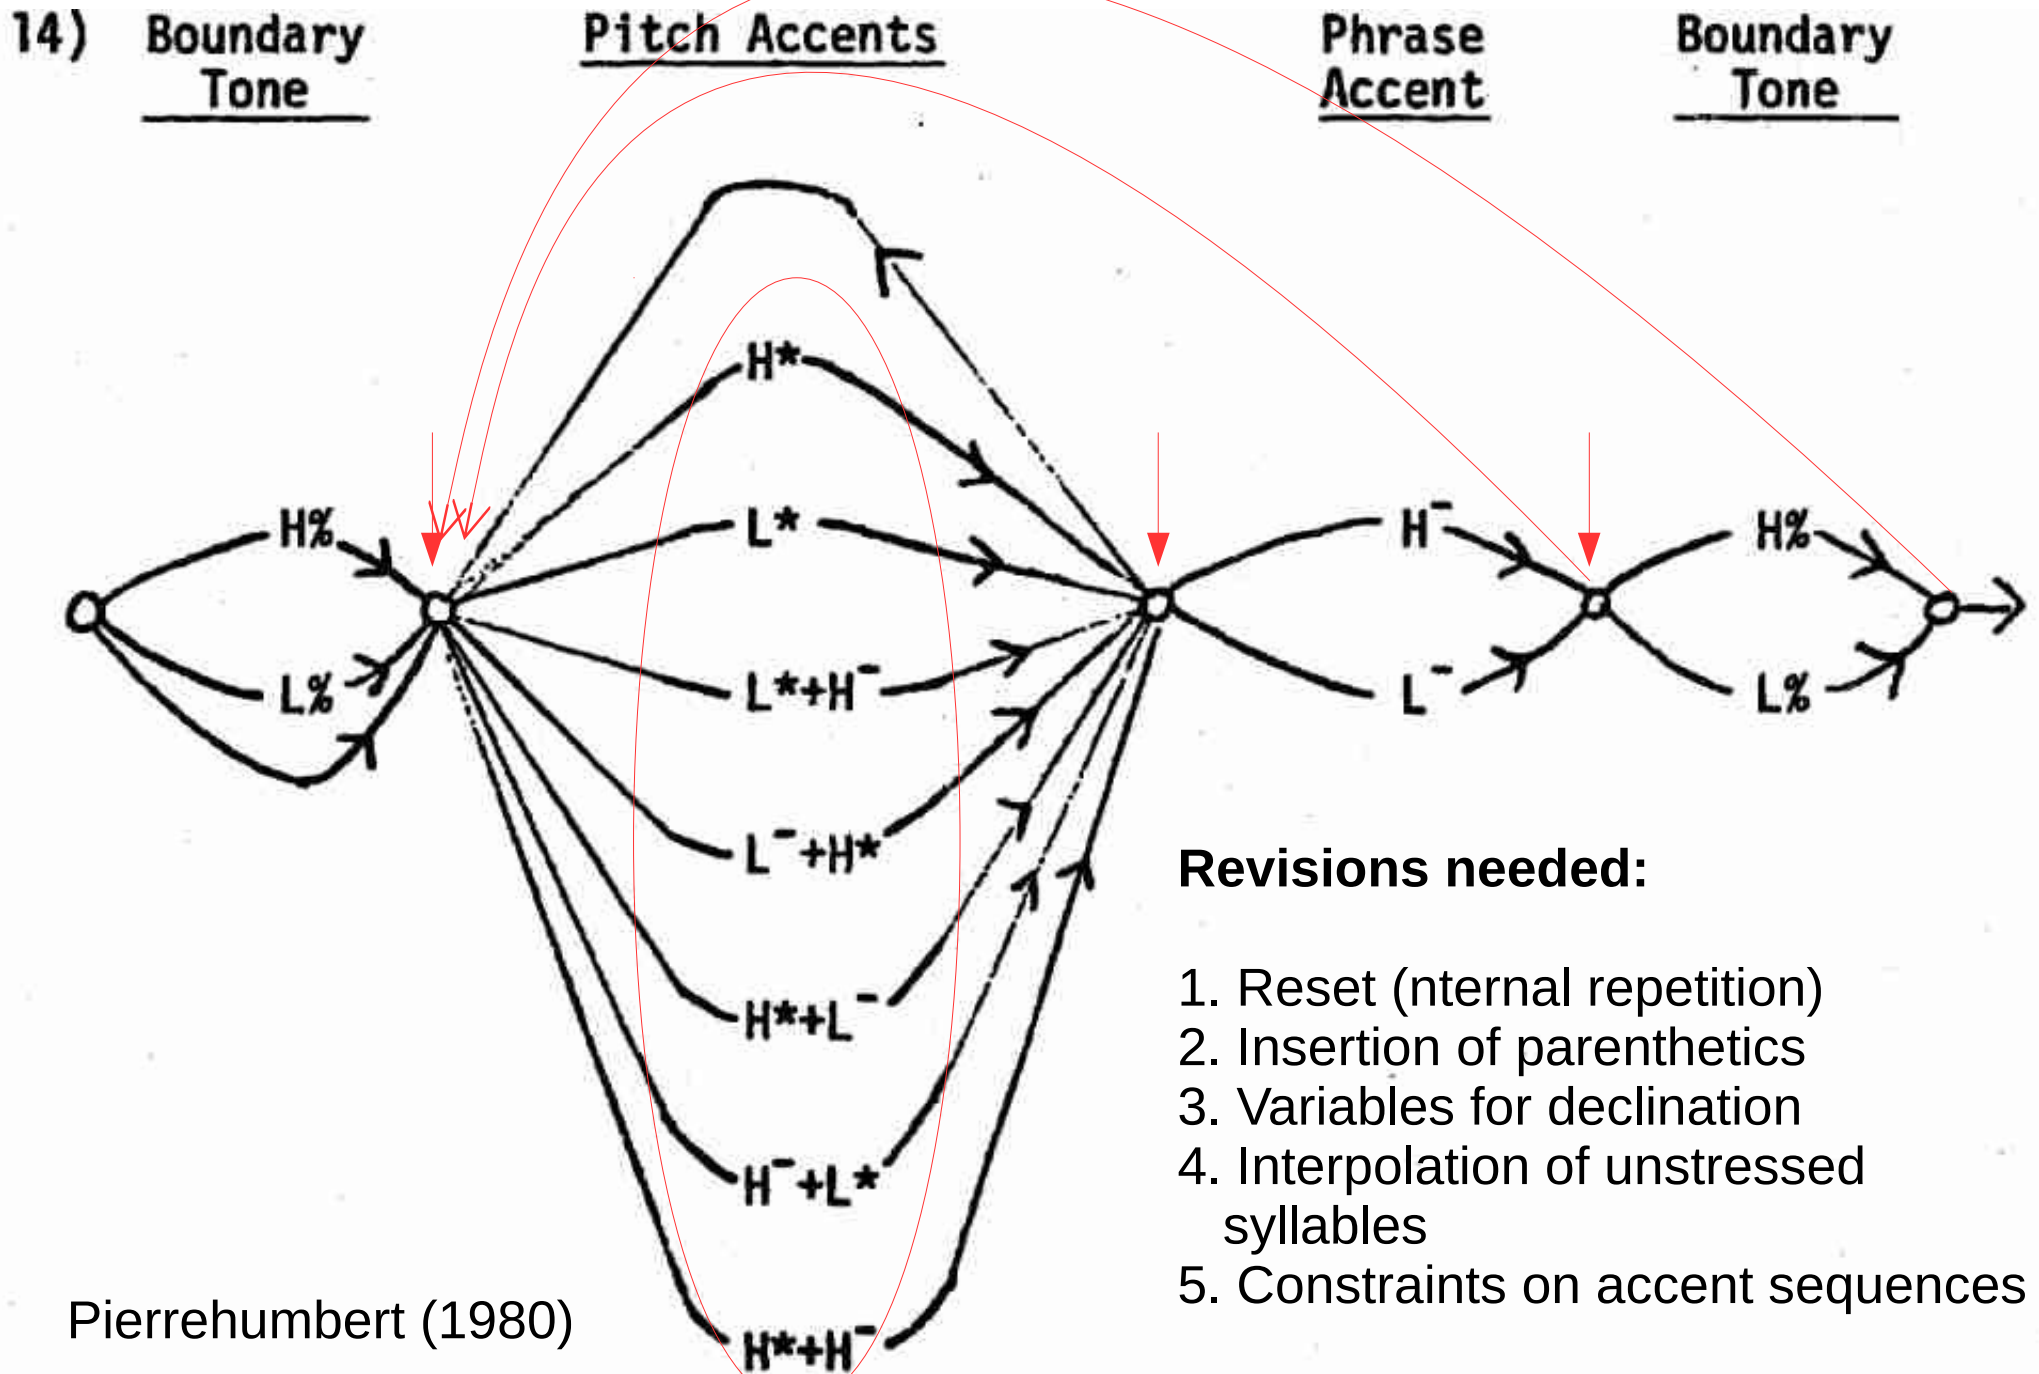 14) Boundary Tone
Pitch Accents
Phrase Accent
Boundary Tone
H%
L%
H*
L*
L*+H⁻
L⁻+H*
H*+L⁻
H⁻+L*
H*+H⁻
H⁻
L⁻
H%
L%
Revisions needed:
1. Reset (nternal repetition)
2. Insertion of parenthetics
3. Variables for declination
4. Interpolation of unstressed
syllables
5. Constraints on accent sequences
Pierrehumbert (1980)